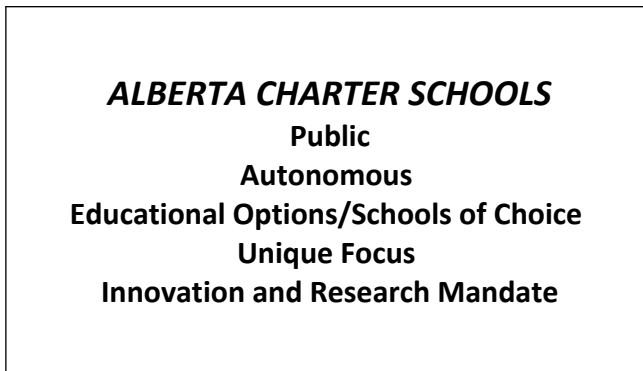 ALBERTA CHARTER SCHOOLS
Public
Autonomous
Educational Options/Schools of Choice
Unique Focus
Innovation and Research Mandate